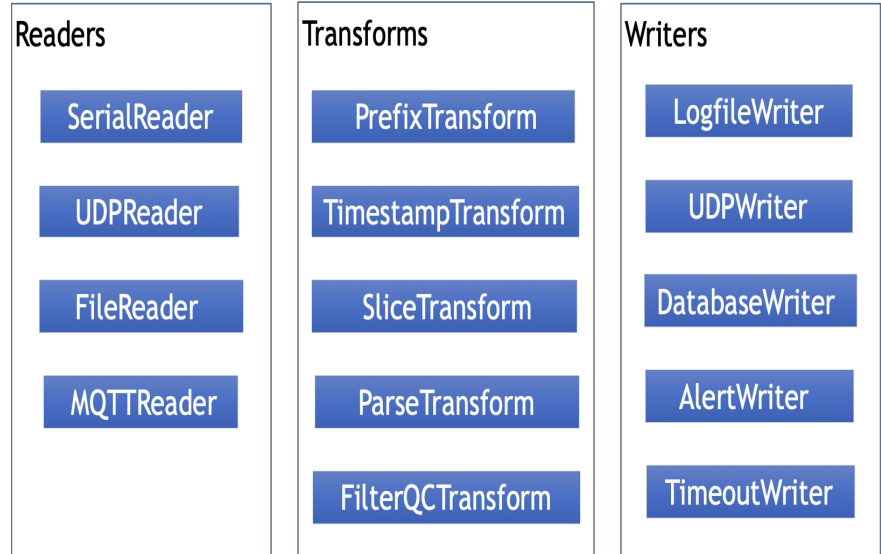 Readers
SerialReader
UDPReader
FileReader
MQTTReader
Transforms
PrefixTransform
TimestampTransform
SliceTransform
ParseTransform
FilterQCTransform
Writers
LogfileWriter
UDPWriter
DatabaseWriter
AlertWriter
TimeoutWriter